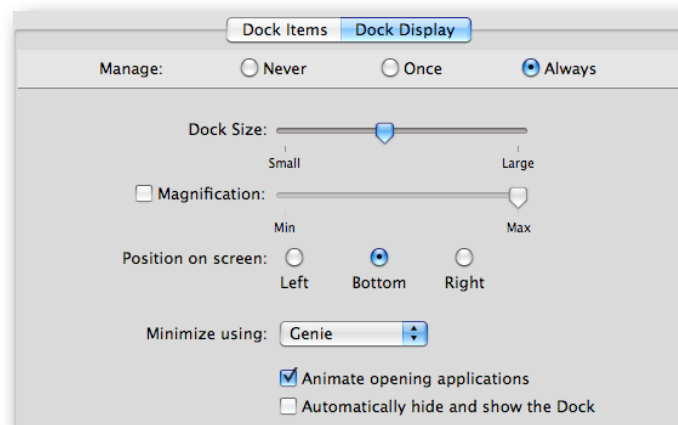 Dock Items Dock Display
Manage: Never Once Always
Dock Size:
Small Large
Magnification:
Min Max
Position on screen:
Left Bottom Right
Minimize using: Genie
Animate opening applications
Automatically hide and show the Dock